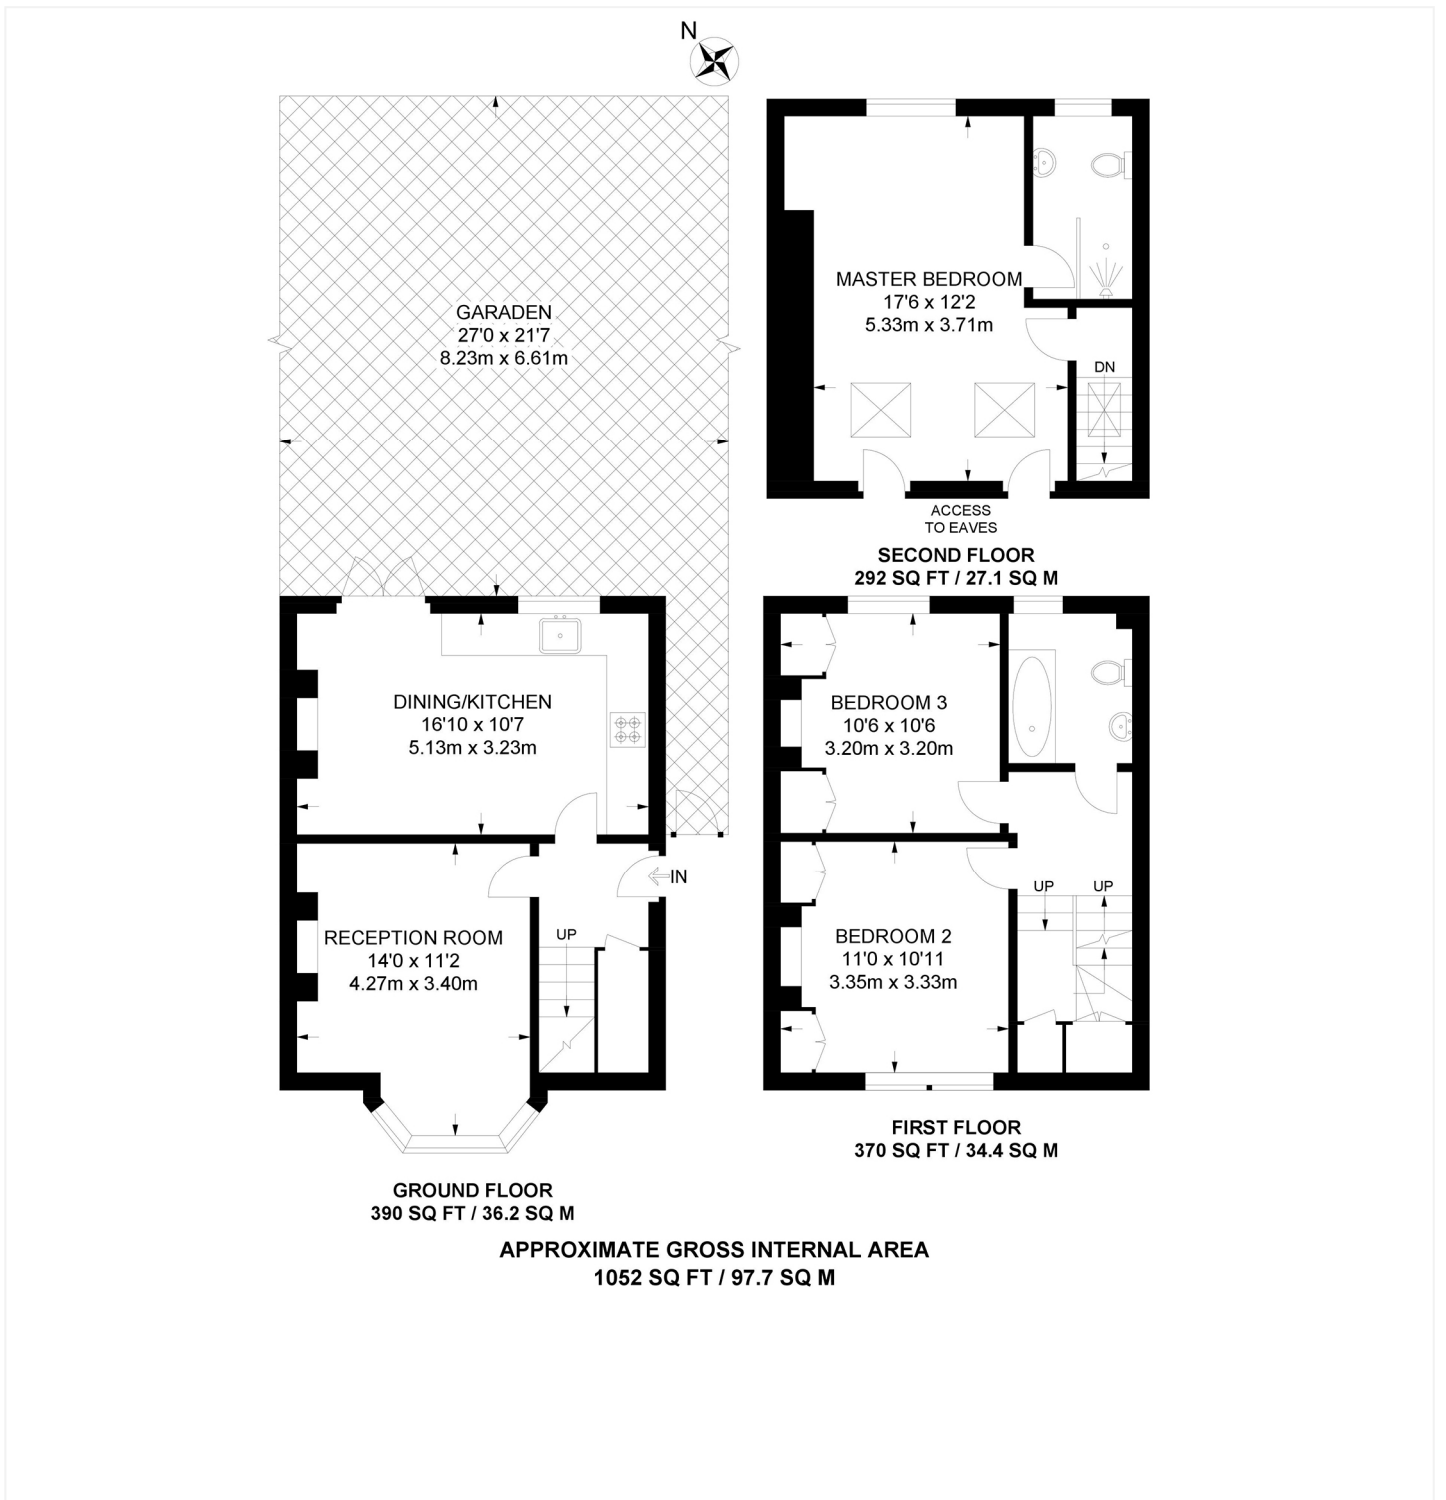 N
GARADEN
27'0 x 21'7
8.23m x 6.61m
MASTER BEDROOM
17'6 x 12'2
5.33m x 3.71m
DN
ACCESS
TO EAVES
SECOND FLOOR
292 SQ FT / 27.1 SQ M
DINING/KITCHEN
16'10 x 10'7
5.13m x 3.23m
IN
RECEPTION ROOM
14'0 x 11'2
4.27m x 3.40m
UP
GROUND FLOOR
390 SQ FT / 36.2 SQ M
BEDROOM 3
10'6 x 10'6
3.20m x 3.20m
UP
UP
BEDROOM 2
11'0 x 10'11
3.35m x 3.33m
FIRST FLOOR
370 SQ FT / 34.4 SQ M
APPROXIMATE GROSS INTERNAL AREA
1052 SQ FT / 97.7 SQ M